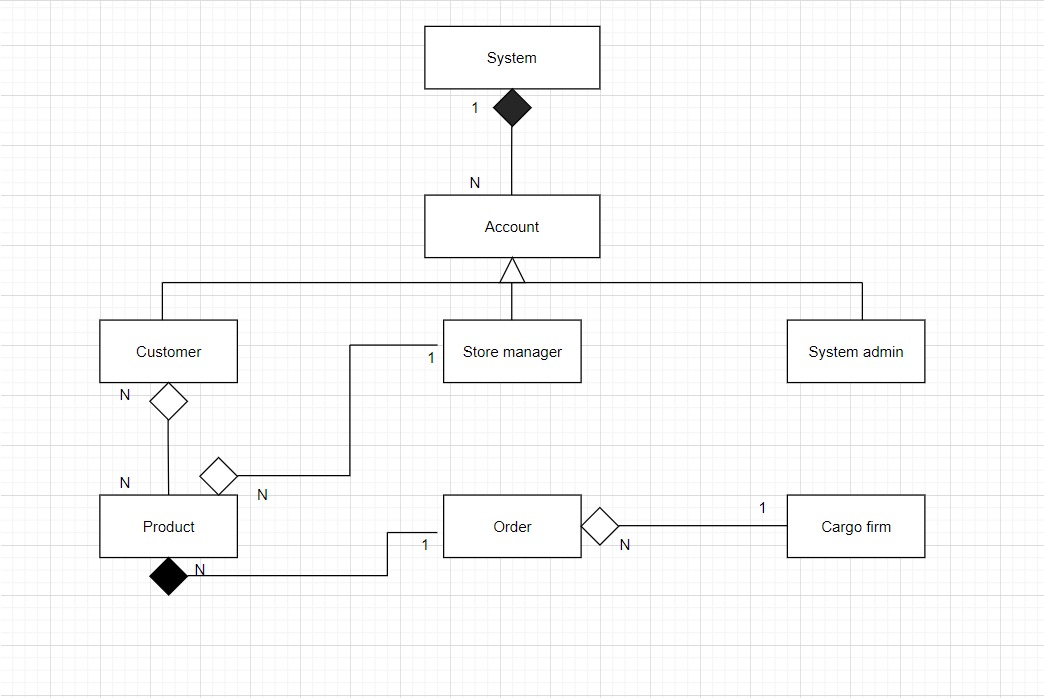 System
1
N
Account
Customer
Store manager
System admin
1
N
N
N
Product
Order
Cargo firm
1
N
1
N